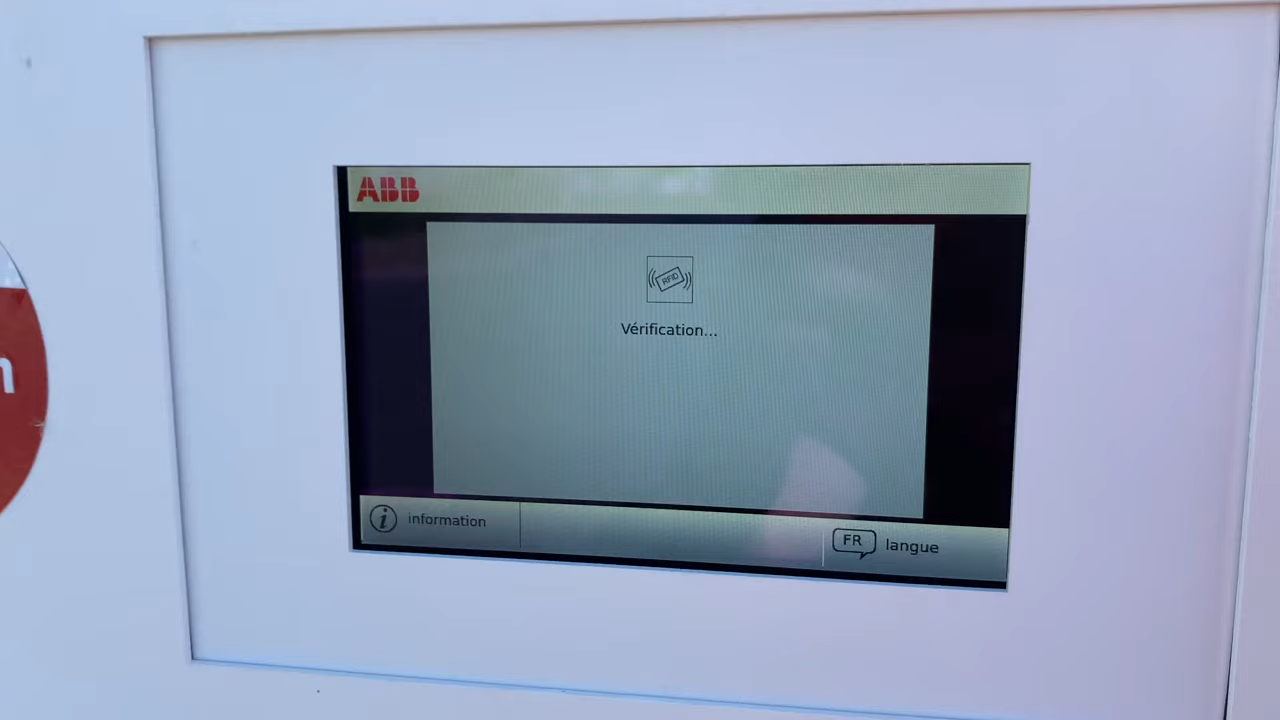 ABB
RFID
Vérification...
information
FR
langue
n